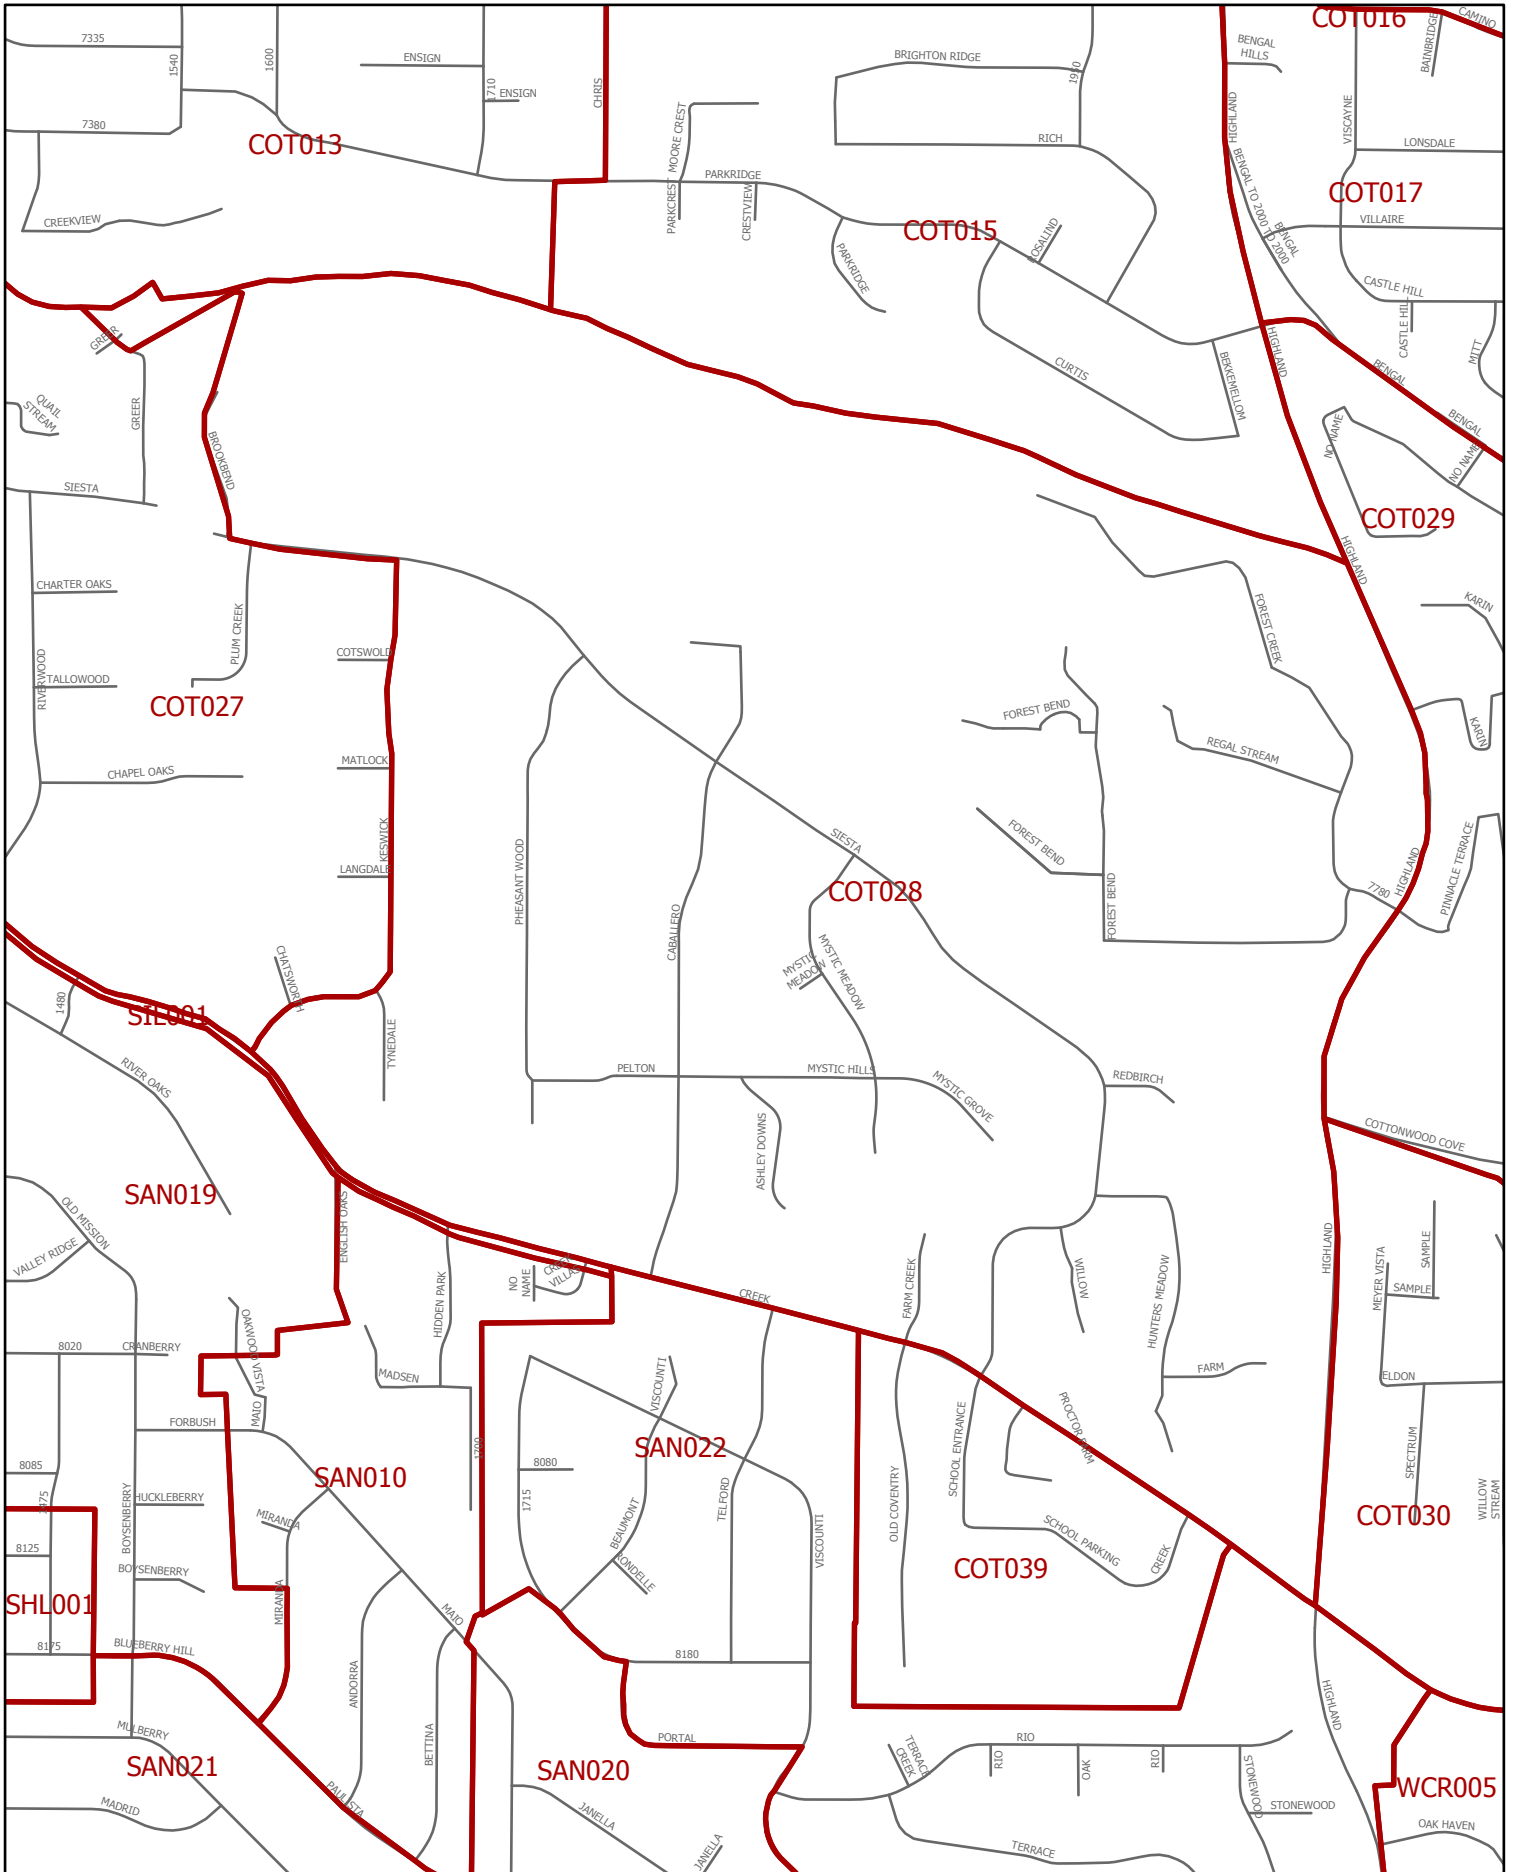 COT016
CAMINO
7335
1540
1600
ENSIGN
1710
ENSIGN
CHRIS
BRIGHTON RIDGE
1950
BENGAL
HILLS
BAINBRIDGE
HIGHLAND
VISCAYNE
7380
COT013
MOORE CREST
RICH
LONSDALE
PARKRIDGE
PARKCREST
CRESTVIEW
BENGAL TO 2000 TO 2000
COT017
CREEKVIEW
COT015
ROSALIND
VILLAIRE
BENGAL
PARKRIDGE
CASTLE HILL
CASTLE HILL
GREER
HIGHLAND
MITT
CURTIS
BEKKEMELLOM
BENGAL
QUAIL
STREAM
GREER
BENGAL
NO NAME
NO NAME
BROOKBEND
SIESTA
COT029
HIGHLAND
CHARTER OAKS
PLUM CREEK
FOREST CREEK
KARIN
COTSWOLD
RIVERWOOD
TALLOWOOD
COT027
FOREST BEND
KARIN
REGAL STREAM
MATLOCK
CHAPEL OAKS
KESWICK
SIESTA
FOREST BEND
PHEASANT WOOD
LANGDALE
COT028
7780
HIGHLAND
PINNACLE TERRACE
CABALLERO
FOREST BEND
CHATSWORTH
MYSTIC
MEADOW
MYSTIC MEADOW
1480
SIL001
TYNEDALE
RIVER OAKS
PELTON
MYSTIC HILLS
MYSTIC GROVE
REDBIRCH
COTTONWOOD COVE
ASHLEY DOWNS
SAN019
OLD MISSION
ENGLISH OAKS
VALLEY RIDGE
NO
NAME
CREEK
VILLAS
HIDDEN PARK
CREEK
FARM CREEK
WILLOW
HUNTERS MEADOW
HIGHLAND
SAMPLE
MEYER VISTA
SAMPLE
OAKWOOD VISTA
8020
CRANBERRY
MADSEN
VISCOUNTI
FARM
ELDON
MAIO
FORBUSH
PROCTOR FARM
SCHOOL ENTRANCE
SAN022
1700
8080
8085
SAN010
SPECTRUM
1475
1715
TELFORD
OLD COVENTRY
WILLOW
STREAM
HUCKLEBERRY
BOYSENBERRY
MIRANDA
BEAUMONT
VISCOUNTI
SCHOOL PARKING
COT030
8125
BOYSENBERRY
RONDELLE
COT039
CREEK
SHL001
MIRANDA
MAIO
8175
BLUEBERRY HILL
8180
ANDORRA
BETTINA
HIGHLAND
MULBERRY
PORTAL
RIO
SAN021
SAN020
TERRACE
CREEK
RIO
OAK
RIO
STONEWOOD
WCR005
MADRID
PAULISTA
JANELLA
STONEWOOD
OAK HAVEN
JANELLA
TERRACE